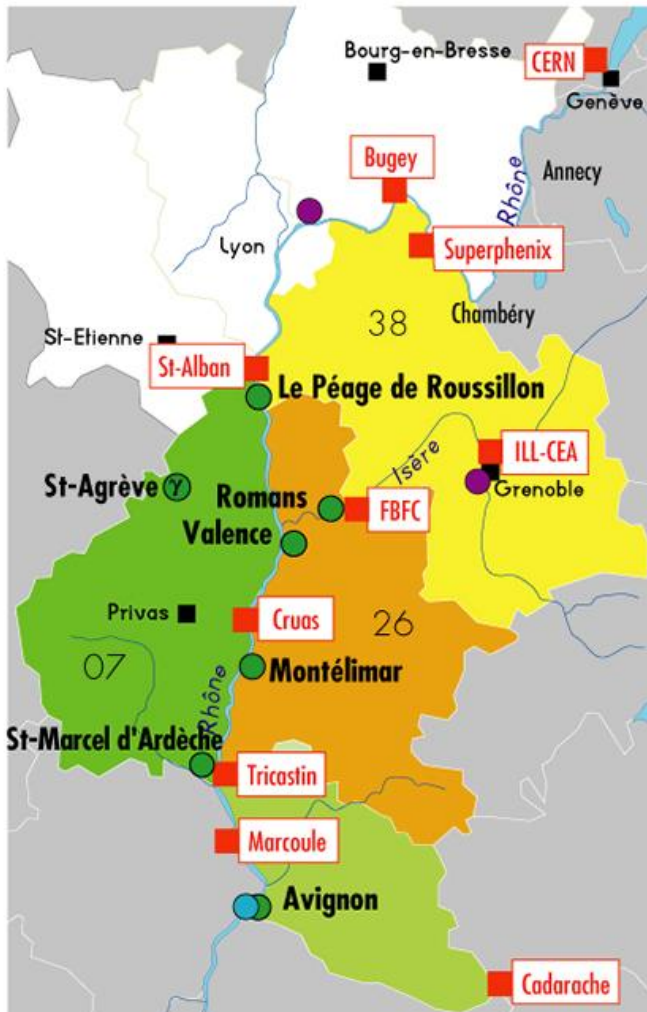 Bourg-en-Bresse
CERN
Genève
Bugey
Rhône
Annecy
Lyon
Superphenix
38
Chambéry
St-Etienne
St-Alban
Le Péage de Roussillon
Isère
ILL-CEA
St-Agrève
γ
Romans
FBFC
Grenoble
Valence
Privas
Cruas
26
07
Montélimar
Rhône
St-Marcel d'Ardèche
Tricastin
Marcoule
Avignon
Cadarache